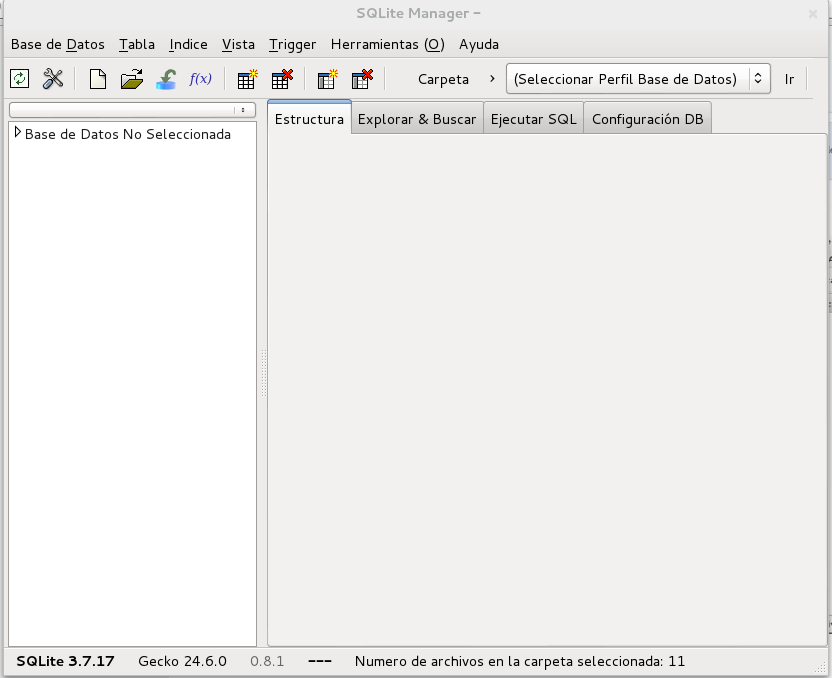 SQLite Manager –
Base de Datos Tabla Indice Vista Trigger Herramientas (O) Ayuda
f(x) Carpeta (Seleccionar Perfil Base de Datos) Ir
Estructura Explorar & Buscar Ejecutar SQL Configuración DB
Base de Datos No Seleccionada
SQLite 3.7.17 Gecko 24.6.0 0.8.1 --- Numero de archivos en la carpeta seleccionada: 11